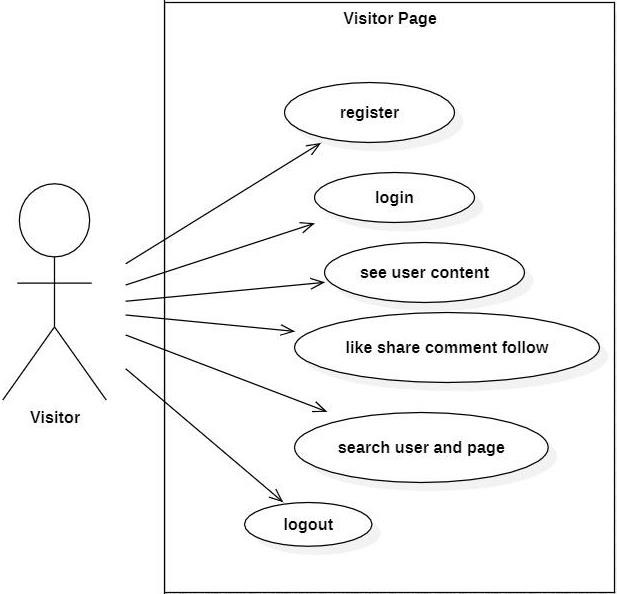 Visitor Page
register
login
see user content
like share comment follow
Visitor
search user and page
logout